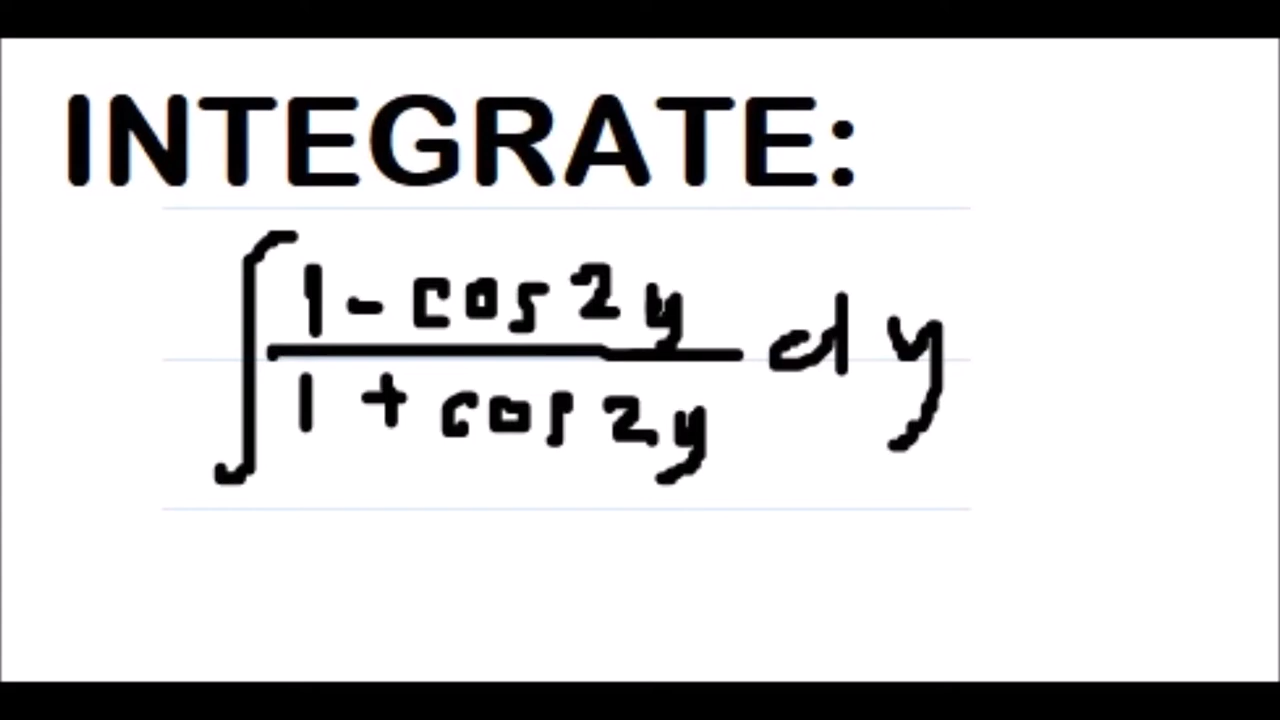 INTEGRATE:
∫ (1 - cos 2y)/(1 + cos 2y) dy